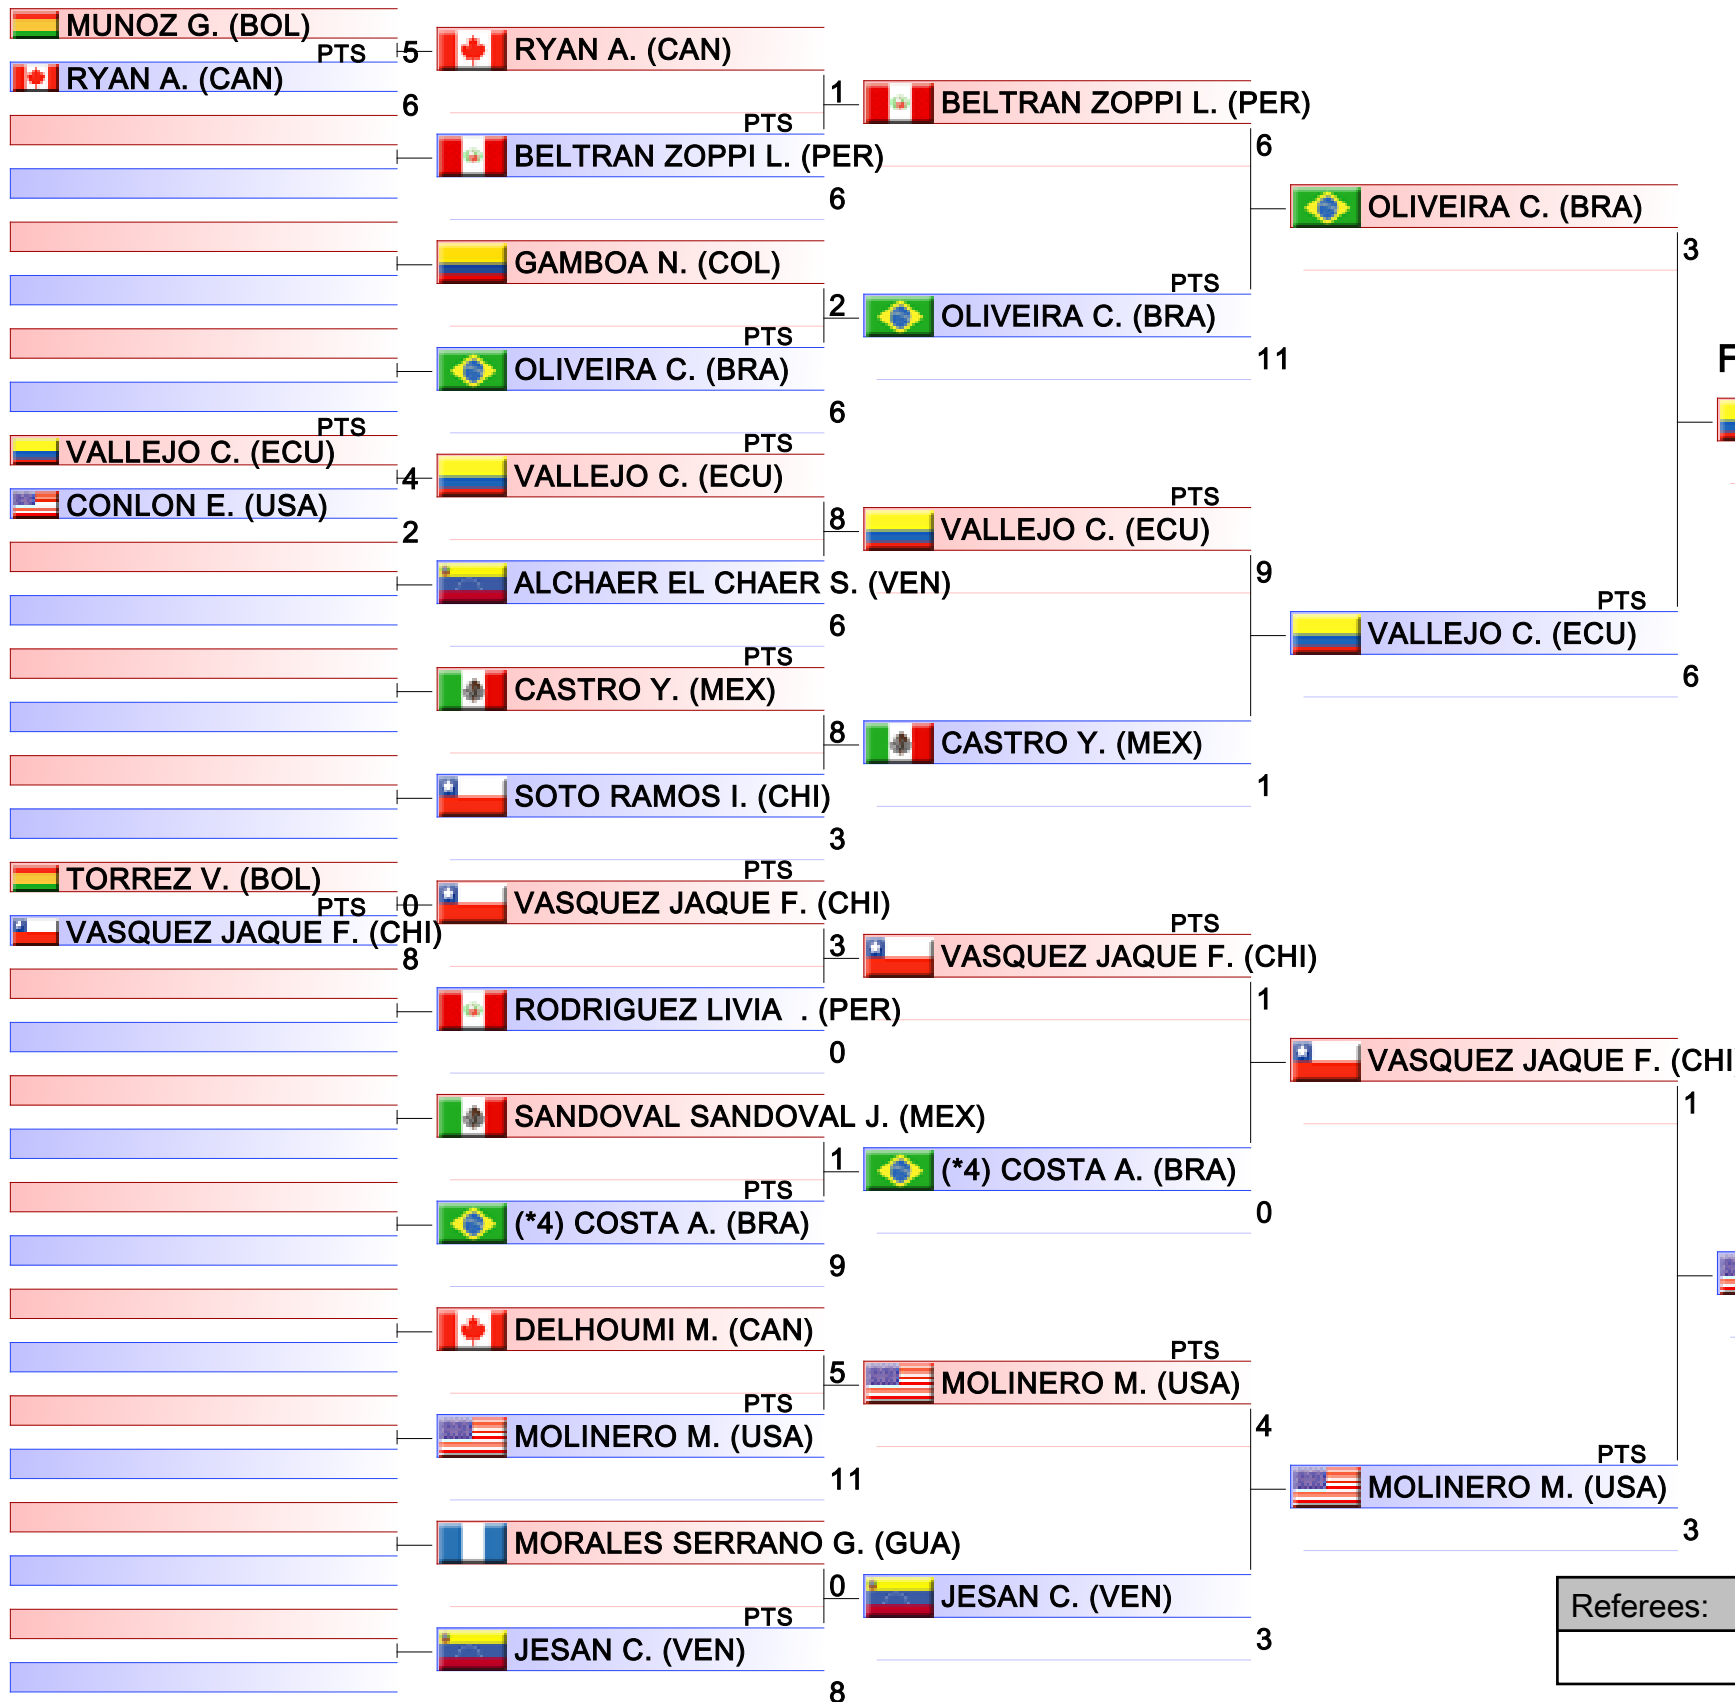 MUNOZ G. (BOL)
PTS 5
RYAN A. (CAN)
6
VALLEJO C. (ECU)
PTS
4
CONLON E. (USA)
2
TORREZ V. (BOL)
PTS 0
VASQUEZ JAQUE F. (CHI)
8
RYAN A. (CAN)
1
PTS
BELTRAN ZOPPI L. (PER)
6
GAMBOA N. (COL)
2
PTS
OLIVEIRA C. (BRA)
6
PTS
VALLEJO C. (ECU)
8
ALCHAER EL CHAER S. (VEN)
6
PTS
CASTRO Y. (MEX)
8
SOTO RAMOS I. (CHI)
3
PTS
VASQUEZ JAQUE F. (CHI)
3
RODRIGUEZ LIVIA . (PER)
0
SANDOVAL SANDOVAL J. (MEX)
1
PTS
(*4) COSTA A. (BRA)
9
DELHOUMI M. (CAN)
5
PTS
MOLINERO M. (USA)
11
MORALES SERRANO G. (GUA)
0
PTS
JESAN C. (VEN)
8
BELTRAN ZOPPI L. (PER)
6
PTS
OLIVEIRA C. (BRA)
11
PTS
VALLEJO C. (ECU)
9
CASTRO Y. (MEX)
1
PTS
VASQUEZ JAQUE F. (CHI)
1
(*4) COSTA A. (BRA)
0
PTS
MOLINERO M. (USA)
4
JESAN C. (VEN)
3
OLIVEIRA C. (BRA)
3
PTS
VALLEJO C. (ECU)
6
VASQUEZ JAQUE F. (CHI
1
PTS
MOLINERO M. (USA)
3
F
Referees: